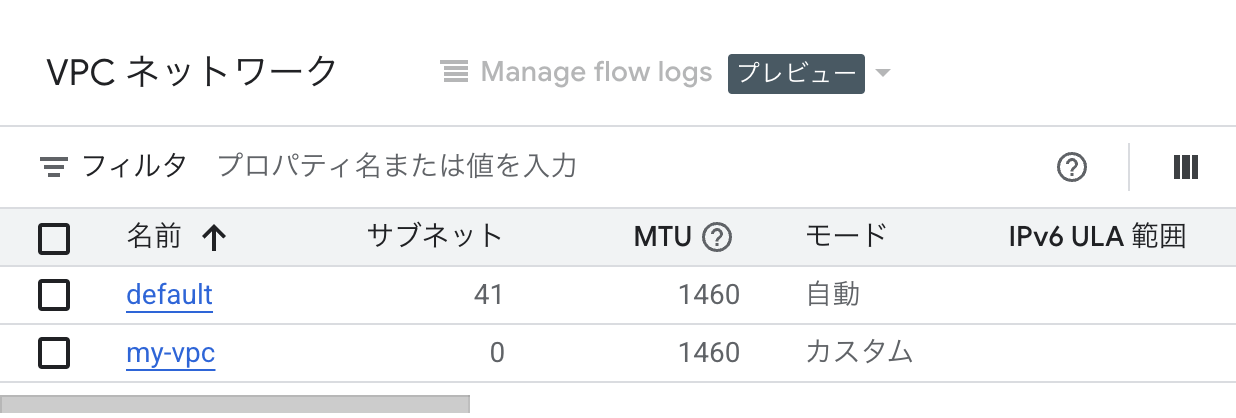 VPC ネットワーク Manage flow logs プレビュー
フィルタ プロパティ名または値を入力
名前 サブネット MTU モード IPv6 ULA 範囲
default 41 1460 自動
my-vpc 0 1460 カスタム